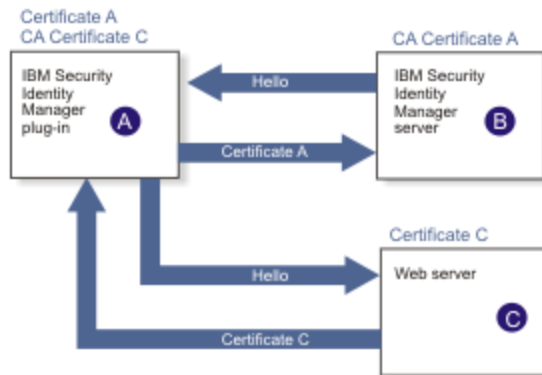 Certificate A
CA Certificate C
IBM Security
Identity
Manager
plug-in
A
CA Certificate A
IBM Security
Identity
Manager
server
B
Hello
Certificate A
Certificate C
Web server
C
Hello
Certificate C